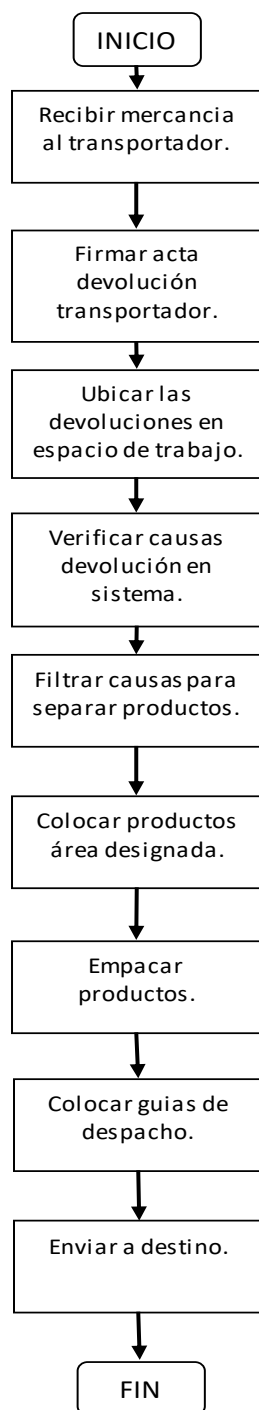 INICIO
Recibir mercancia
al transportador.
Firmar acta
devolución
transportador.
Ubicar las
devoluciones en
espacio de trabajo.
Verificar causas
devolución en
sistema.
Filtrar causas para
separar productos.
Colocar productos
área designada.
Empacar
productos.
Colocar guias de
despacho.
Enviar a destino.
FIN